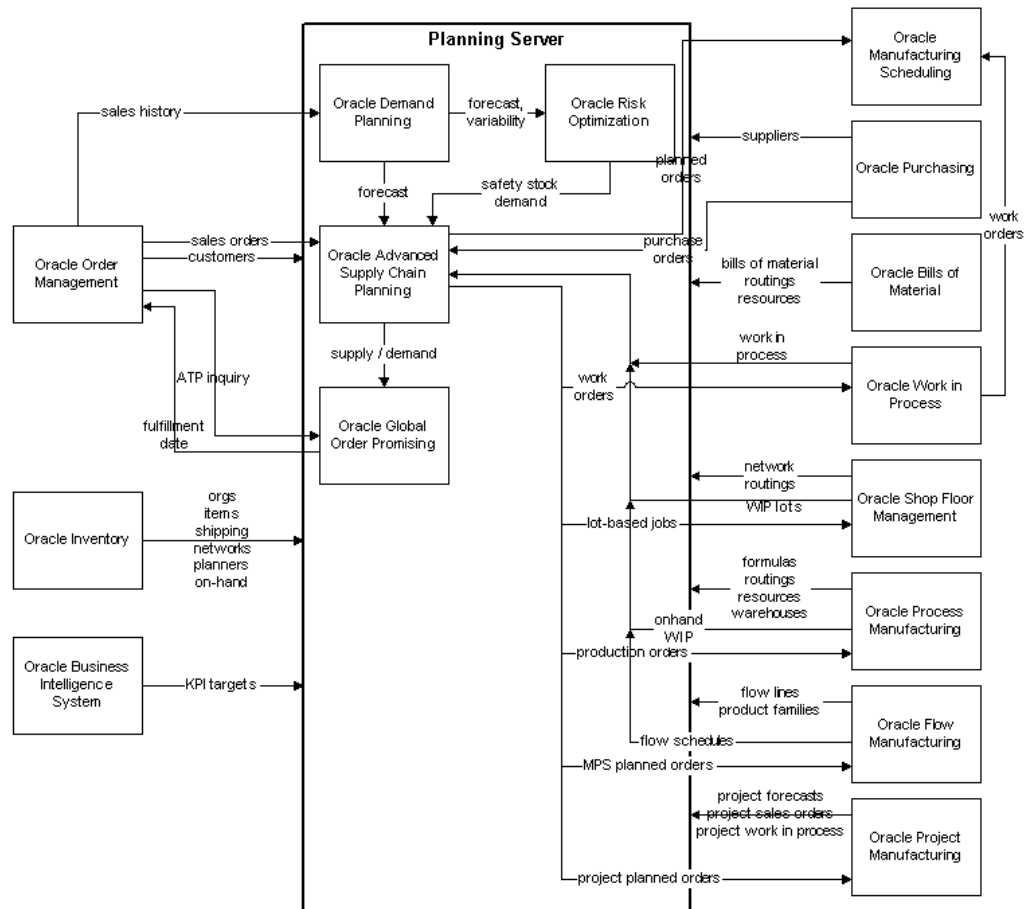 Planning Server
Oracle Manufacturing
Scheduling
Oracle Demand
Planning
forecast,
variability
Oracle Risk
Optimization
sales history
suppliers
Oracle Purchasing
planned
orders
forecast
safety stock
demand
work
orders
Oracle Order
Management
sales orders
customers
Oracle Advanced
Supply Chain
Planning
purchase
orders
bills of material
routings
resources
Oracle Bills of
Material
supply / demand
work in
process
ATP inquiry
work
orders
Oracle Work in
Process
fulfillment
date
Oracle Global
Order Promising
network
routings
WIP lots
lot-based jobs
Oracle Shop Floor
Management
Oracle Inventory
orgs
items
shipping
networks
planners
on-hand
formulas
routings
resources
warehouses
onhand
WIP
production orders
Oracle Process
Manufacturing
Oracle Business
Intelligence
System
KPI targets
flow lines
product families
flow schedules
MPS planned orders
Oracle Flow
Manufacturing
project forecasts
project sales orders
project work in process
project planned orders
Oracle Project
Manufacturing